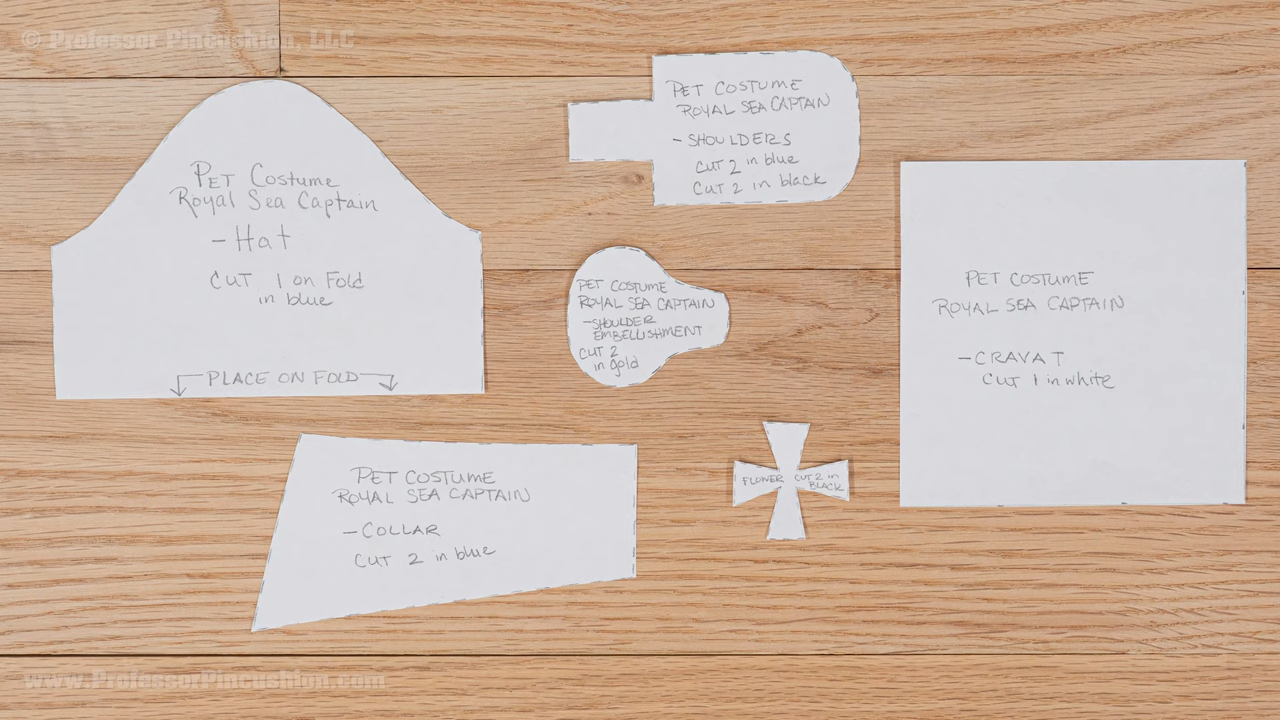 © Professor Pincushion, LLC
PET COSTUME
ROYAL SEA CAPTAIN
- SHOULDERS
CUT 2 in blue
CUT 2 in black
PET Costume
Royal Sea Captain
- Hat
CUT 1 on Fold
in blue
PLACE ON FOLD
PET COSTUME
ROYAL SEA CAPTAIN
- SHOULDER
EMBELLISHMENT
CUT 2
in gold
PET COSTUME
ROYAL SEA CAPTAIN
- CRAVAT
CUT 1 in white
PET COSTUME
ROYAL SEA CAPTAIN
- COLLAR
CUT 2 in blue
FLOWER CUT 2 in
BLACK
www.ProfessorPincushion.com